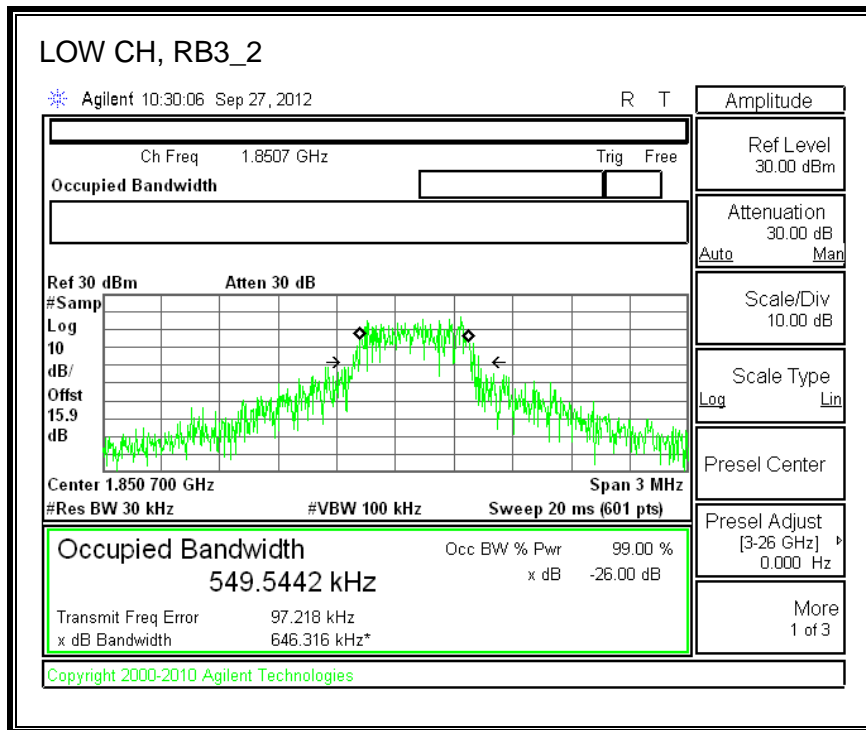 LOW CH, RB3_2
Agilent 10:30:06 Sep 27, 2012 R T
Ch Freq 1.8507 GHz Trig Free
Occupied Bandwidth
Ref 30 dBm Atten 30 dB
#Samp
Log
10
dB/
Offst
15.9
dB
Center 1.850 700 GHz Span 3 MHz
#Res BW 30 kHz #VBW 100 kHz Sweep 20 ms (601 pts)
Occupied Bandwidth
549.5442 kHz
Occ BW % Pwr 99.00 %
x dB -26.00 dB
Transmit Freq Error 97.218 kHz
x dB Bandwidth 646.316 kHz*
Copyright 2000-2010 Agilent Technologies
Amplitude
Ref Level
30.00 dBm
Attenuation
30.00 dB
Auto Man
Scale/Div
10.00 dB
Scale Type
Log Lin
Presel Center
Presel Adjust
[3-26 GHz]
0.000 Hz
More
1 of 3